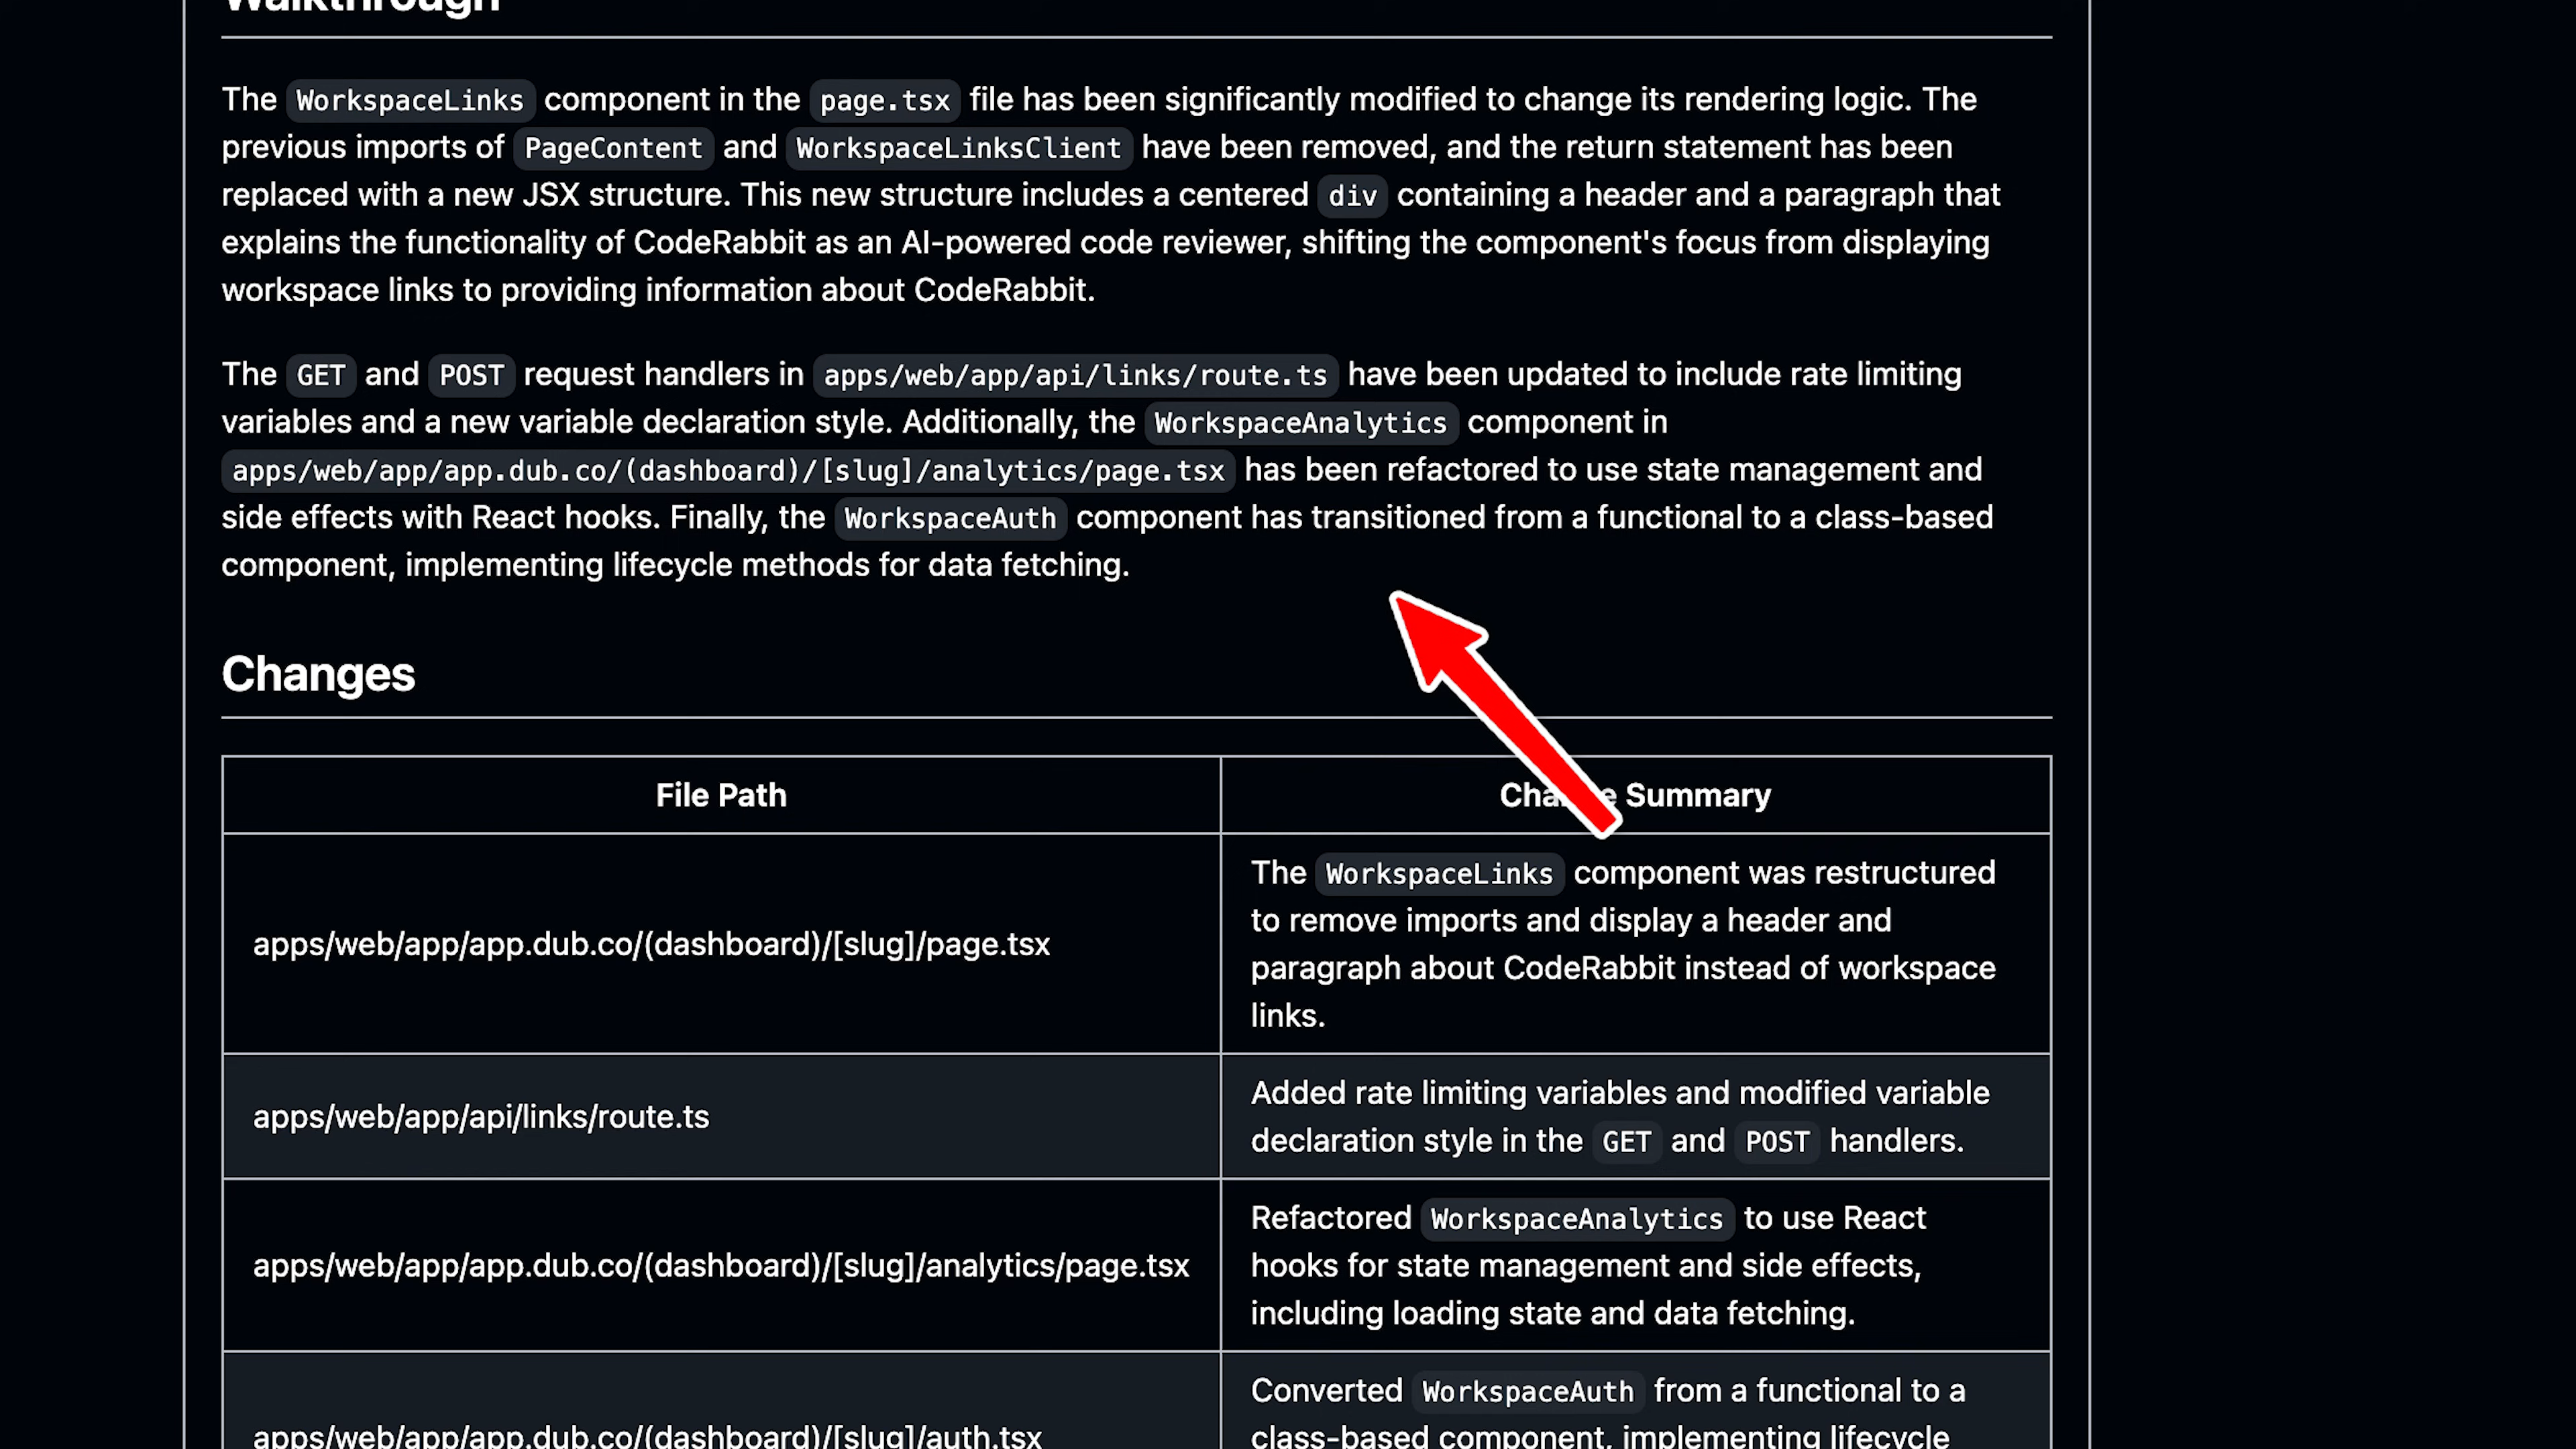 Walkthrough
The WorkspaceLinks component in the page.tsx file has been significantly modified to change its rendering logic. The
previous imports of PageContent and WorkspaceLinksClient have been removed, and the return statement has been
replaced with a new JSX structure. This new structure includes a centered div containing a header and a paragraph that
explains the functionality of CodeRabbit as an AI-powered code reviewer, shifting the component's focus from displaying
workspace links to providing information about CodeRabbit.
The GET and POST request handlers in apps/web/app/api/links/route.ts have been updated to include rate limiting
variables and a new variable declaration style. Additionally, the WorkspaceAnalytics component in
apps/web/app/app.dub.co/(dashboard)/[slug]/analytics/page.tsx has been refactored to use state management and
side effects with React hooks. Finally, the WorkspaceAuth component has transitioned from a functional to a class-based
component, implementing lifecycle methods for data fetching.
Changes
File Path
Change Summary
apps/web/app/app.dub.co/(dashboard)/[slug]/page.tsx
The WorkspaceLinks component was restructured
to remove imports and display a header and
paragraph about CodeRabbit instead of workspace
links.
apps/web/app/api/links/route.ts
Added rate limiting variables and modified variable
declaration style in the GET and POST handlers.
apps/web/app/app.dub.co/(dashboard)/[slug]/analytics/page.tsx
Refactored WorkspaceAnalytics to use React
hooks for state management and side effects,
including loading state and data fetching.
apps/web/app/app.dub.co/(dashboard)/[slug]/auth.tsx
Converted WorkspaceAuth from a functional to a
class-based component, implementing lifecycle